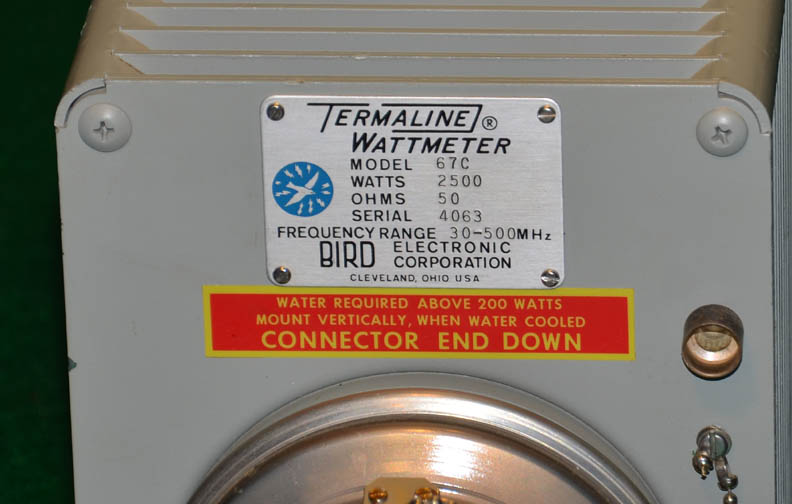 TERMALINE®
WATTMETER
MODEL 67C
WATTS 2500
OHMS 50
SERIAL 4063
FREQUENCY RANGE 30-500MHz
BIRD ELECTRONIC CORPORATION
CLEVELAND, OHIO USA
WATER REQUIRED ABOVE 200 WATTS
MOUNT VERTICALLY, WHEN WATER COOLED
CONNECTOR END DOWN